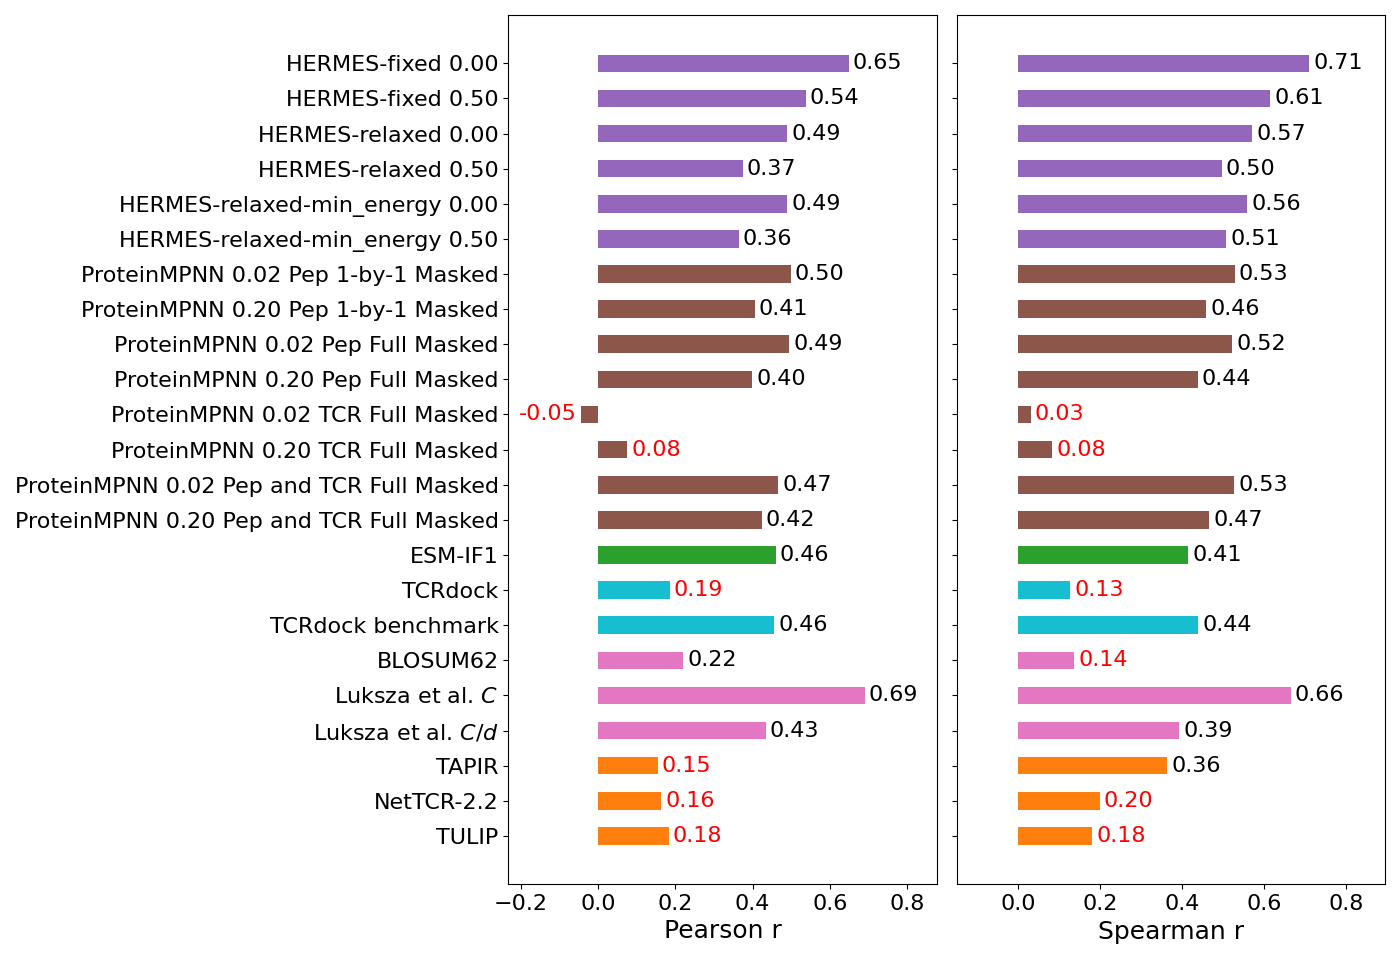 HERMES-fixed 0.00 0.65 0.71
HERMES-fixed 0.50 0.54 0.61
HERMES-relaxed 0.00 0.49 0.57
HERMES-relaxed 0.50 0.37 0.50
HERMES-relaxed-min_energy 0.00 0.49 0.56
HERMES-relaxed-min_energy 0.50 0.36 0.51
ProteinMPNN 0.02 Pep 1-by-1 Masked 0.50 0.53
ProteinMPNN 0.20 Pep 1-by-1 Masked 0.41 0.46
ProteinMPNN 0.02 Pep Full Masked 0.49 0.52
ProteinMPNN 0.20 Pep Full Masked 0.40 0.44
ProteinMPNN 0.02 TCR Full Masked -0.05 0.03
ProteinMPNN 0.20 TCR Full Masked 0.08 0.08
ProteinMPNN 0.02 Pep and TCR Full Masked 0.47 0.53
ProteinMPNN 0.20 Pep and TCR Full Masked 0.42 0.47
ESM-IF1 0.46 0.41
TCRdock 0.19 0.13
TCRdock benchmark 0.46 0.44
BLOSUM62 0.22 0.14
Luksza et al. C 0.69 0.66
Luksza et al. C/d 0.43 0.39
TAPIR 0.15 0.36
NetTCR-2.2 0.16 0.20
TULIP 0.18 0.18
−0.2 0.0 0.2 0.4 0.6 0.8 0.0 0.2 0.4 0.6 0.8
Pearson r Spearman r